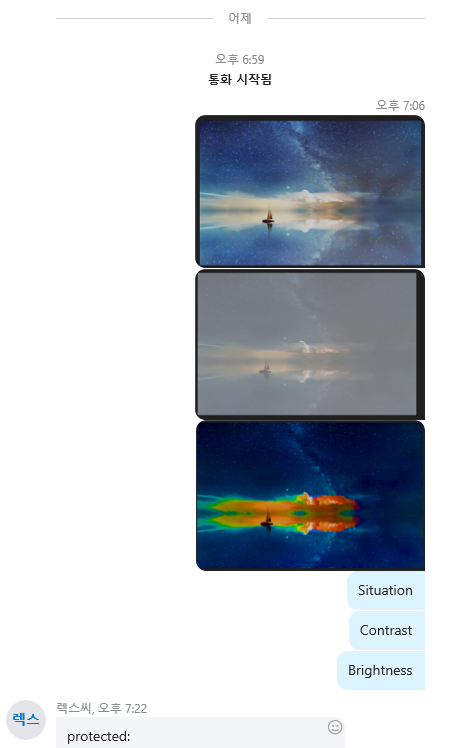 어제
오후 6:59
통화 시작됨
오후 7:06
Situation
Contrast
Brightness
렉스씨, 오후 7:22
렉스
protected: